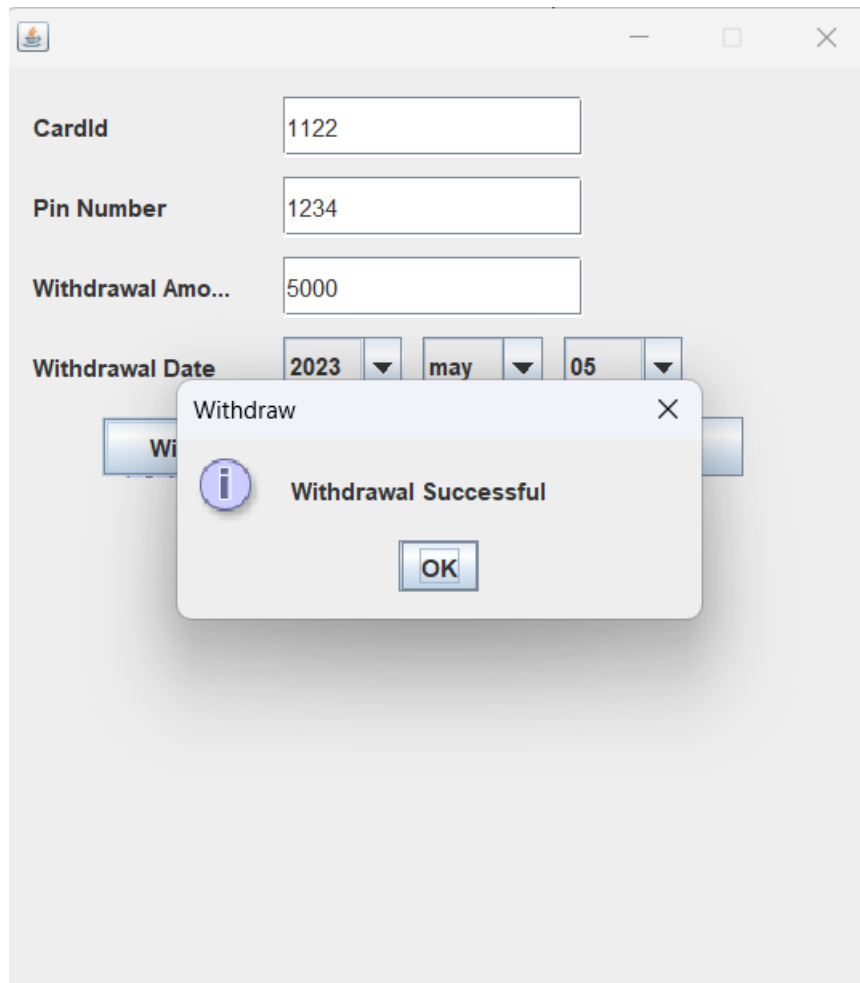 CardId 1122
Pin Number 1234
Withdrawal Amo... 5000
Withdrawal Date 2023 may 05
Withdraw
Withdrawal Successful
OK